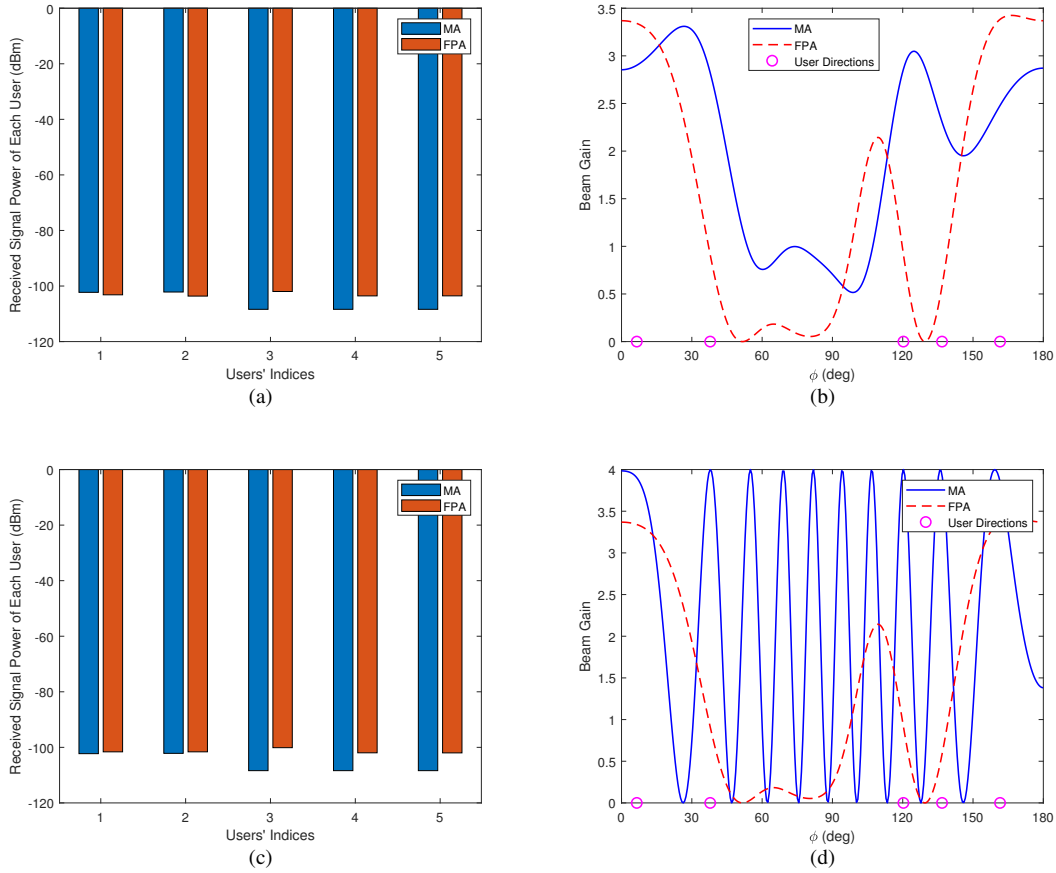 Received Signal Power of Each User (dBm)
0
-20
-40
-60
-80
-100
-120
MA
FPA
1 2 3 4 5
Users' Indices
(a)
Beam Gain
3.5
3
2.5
2
1.5
1
0.5
0
MA
FPA
User Directions
0 30 60 90 120 150 180
ϕ (deg)
(b)
Received Signal Power of Each User (dBm)
0
-20
-40
-60
-80
-100
-120
MA
FPA
1 2 3 4 5
Users' Indices
(c)
Beam Gain
4
3.5
3
2.5
2
1.5
1
0.5
0
MA
FPA
User Directions
0 30 60 90 120 150 180
ϕ (deg)
(d)